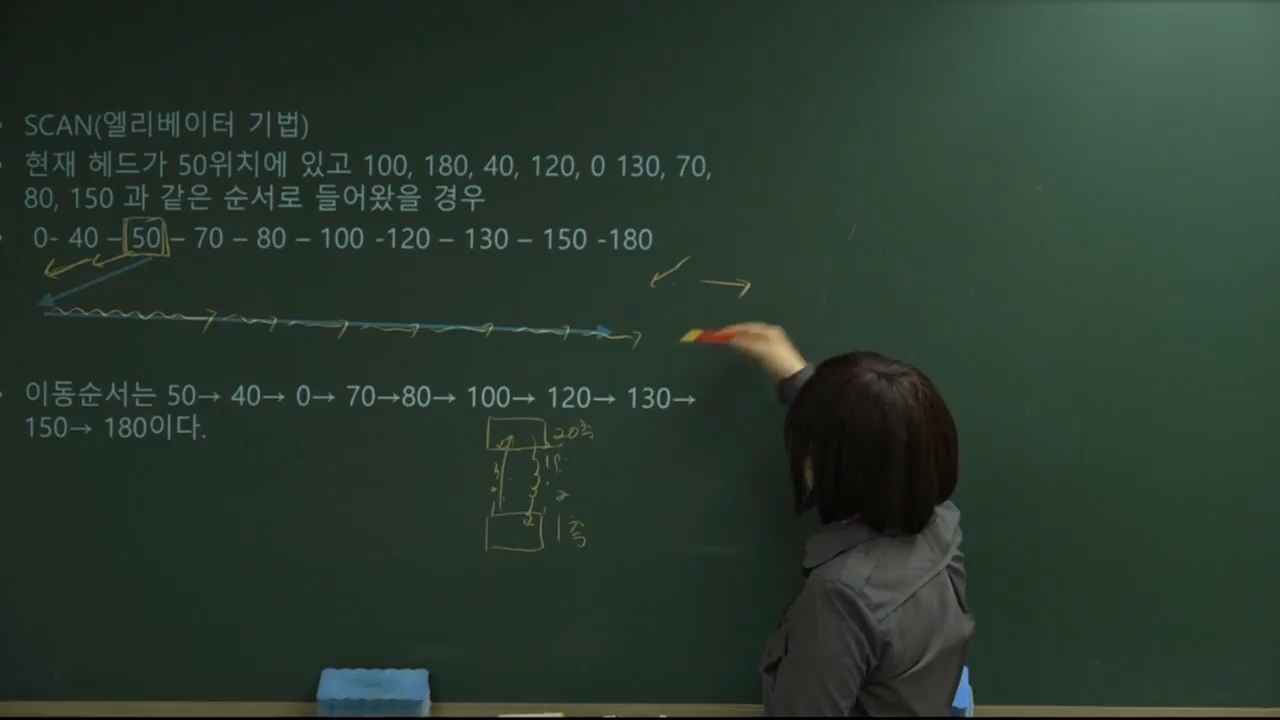 SCAN(엘리베이터 기법)
현재 헤드가 50위치에 있고 100, 180, 40, 120, 0 130, 70,
80, 150 과 같은 순서로 들어왔을 경우
0- 40 – 50 – 70 – 80 – 100 -120 – 130 – 150 -180
이동순서는 50→ 40→ 0→ 70→80→ 100→ 120→ 130→
150→ 180이다.
20층
2
1층